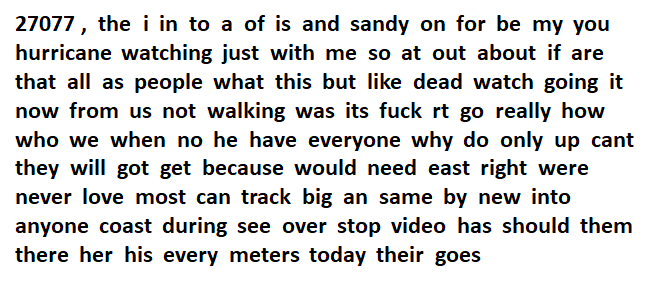 27077 , the i in to a of is and sandy on for be my you
hurricane watching just with me so at out about if are
that all as people what this but like dead watch going it
now from us not walking was its fuck rt go really how
who we when no he have everyone why do only up cant
they will got get because would need east right were
never love most can track big an same by new into
anyone coast during see over stop video has should them
there her his every meters today their goes